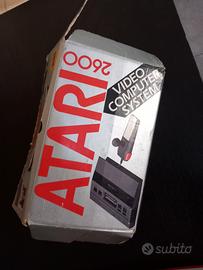 ATARI
2600
VIDEO
COMPUTER
SYSTEM
subito